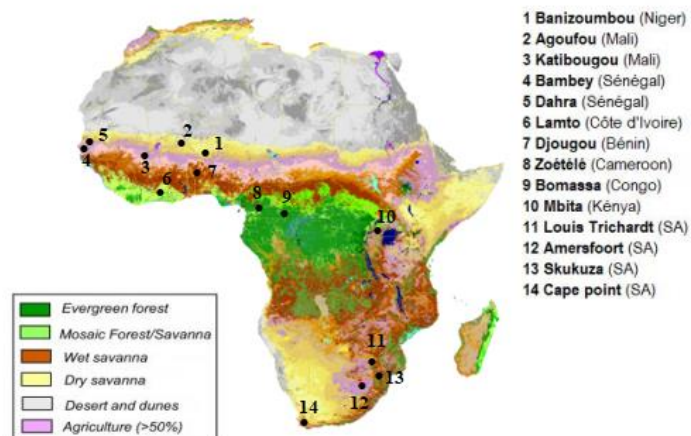 1 Banizoumbou (Niger)
2 Agoufou (Mali)
3 Katibougou (Mali)
4 Bambey (Sénégal)
5 Dahra (Sénégal)
6 Lamto (Côte d'Ivoire)
7 Djougou (Bénin)
8 Zoétélé (Cameroon)
9 Bomassa (Congo)
10 Mbita (Kénya)
11 Louis Trichardt (SA)
12 Amersfoort (SA)
13 Skukuza (SA)
14 Cape point (SA)
5
2
4
3
1
7
6
8
9
10
11
13
12
14
Evergreen forest
Mosaic Forest/Savanna
Wet savanna
Dry savanna
Desert and dunes
Agriculture (>50%)